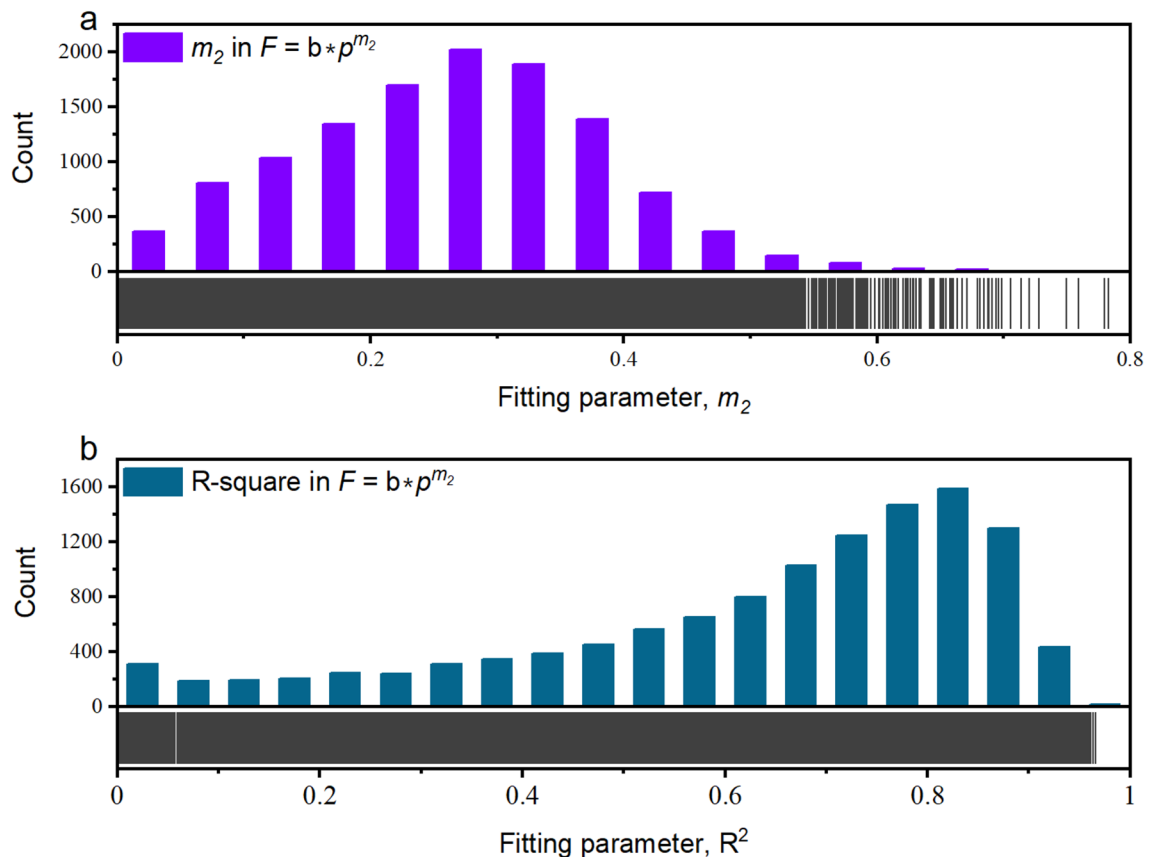 a
m₂ in F = b*p^m₂
2000
1500
1000
500
0
Count
0 0.2 0.4 0.6 0.8
Fitting parameter, m₂
b
R-square in F = b*p^m₂
1600
1200
800
400
0
Count
0 0.2 0.4 0.6 0.8 1
Fitting parameter, R²